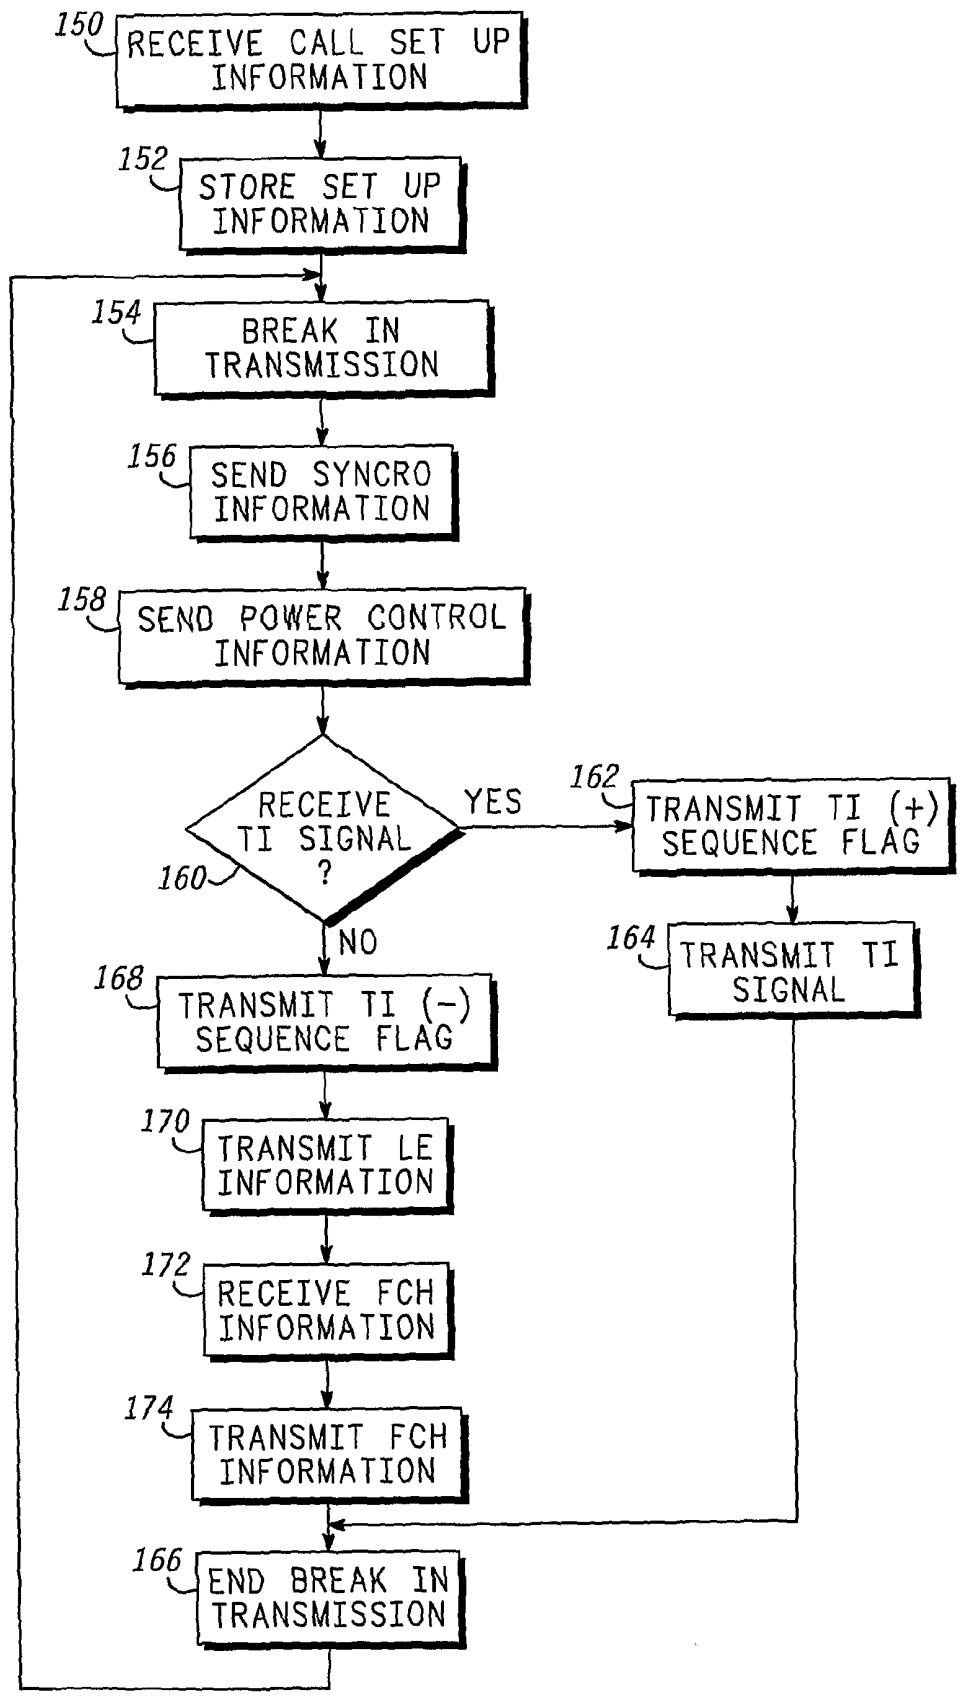 150
RECEIVE CALL SET UP
INFORMATION
152
STORE SET UP
INFORMATION
154
BREAK IN
TRANSMISSION
156
SEND SYNCRO
INFORMATION
158
SEND POWER CONTROL
INFORMATION
RECEIVE
TI SIGNAL
?
160
YES
162
TRANSMIT TI (+)
SEQUENCE FLAG
164
TRANSMIT TI
SIGNAL
NO
168
TRANSMIT TI (-)
SEQUENCE FLAG
170
TRANSMIT LE
INFORMATION
172
RECEIVE FCH
INFORMATION
174
TRANSMIT FCH
INFORMATION
166
END BREAK IN
TRANSMISSION